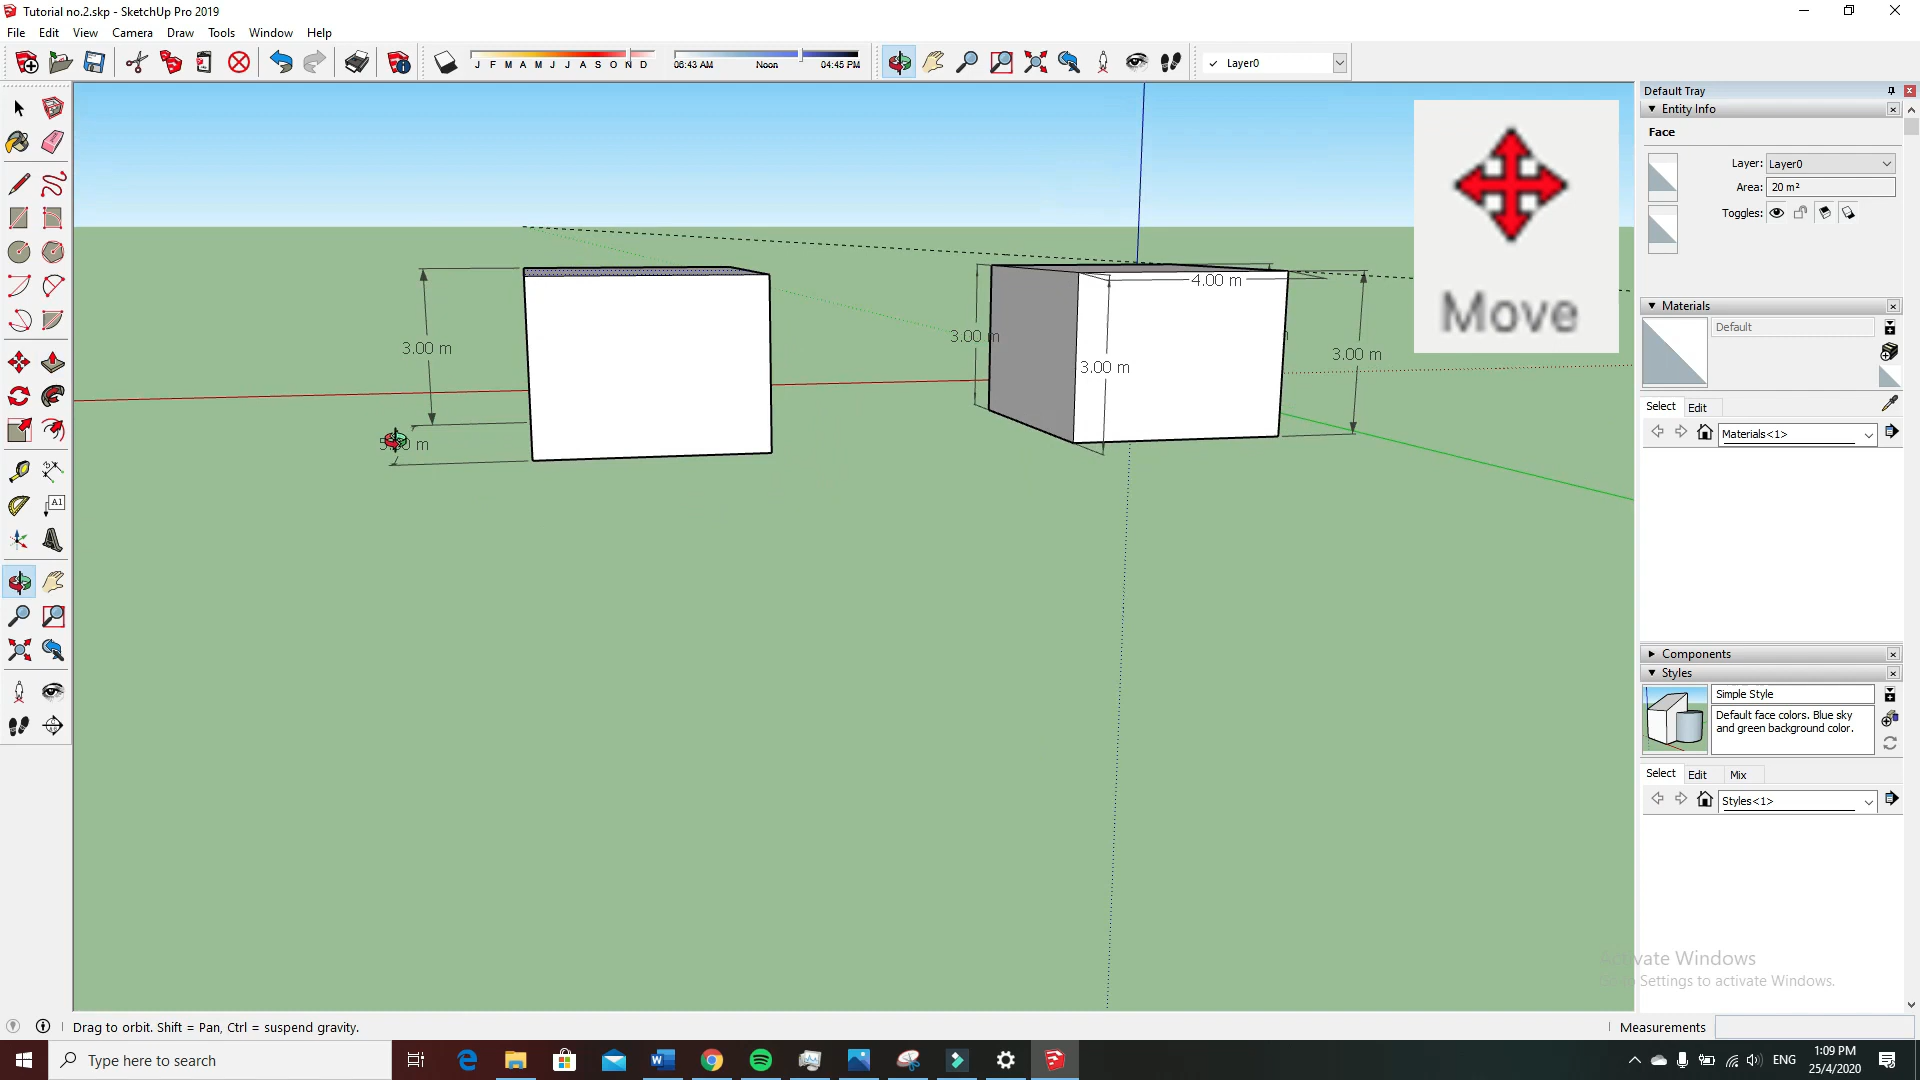 Tutorial no.2.skp - SketchUp Pro 2019
File Edit View Camera Draw Tools Window Help
J F M A M J J A S O N D
06:43 AM Noon 04:45 PM
Layer0
Default Tray
Entity Info
Face
Layer: Layer0
Area: 20 m²
Toggles:
Move
4.00 m
3.00 m
3.00 m
3.00 m
3.00 m
A1
Materials
Default
Select Edit
Materials<1>
Components
Styles
Simple Style
Default face colors. Blue sky
and green background color.
Select Edit Mix
Styles<1>
Activate Windows
Go to Settings to activate Windows.
Drag to orbit. Shift = Pan, Ctrl = suspend gravity.
Measurements
Type here to search
ENG
1:09 PM
25/4/2020